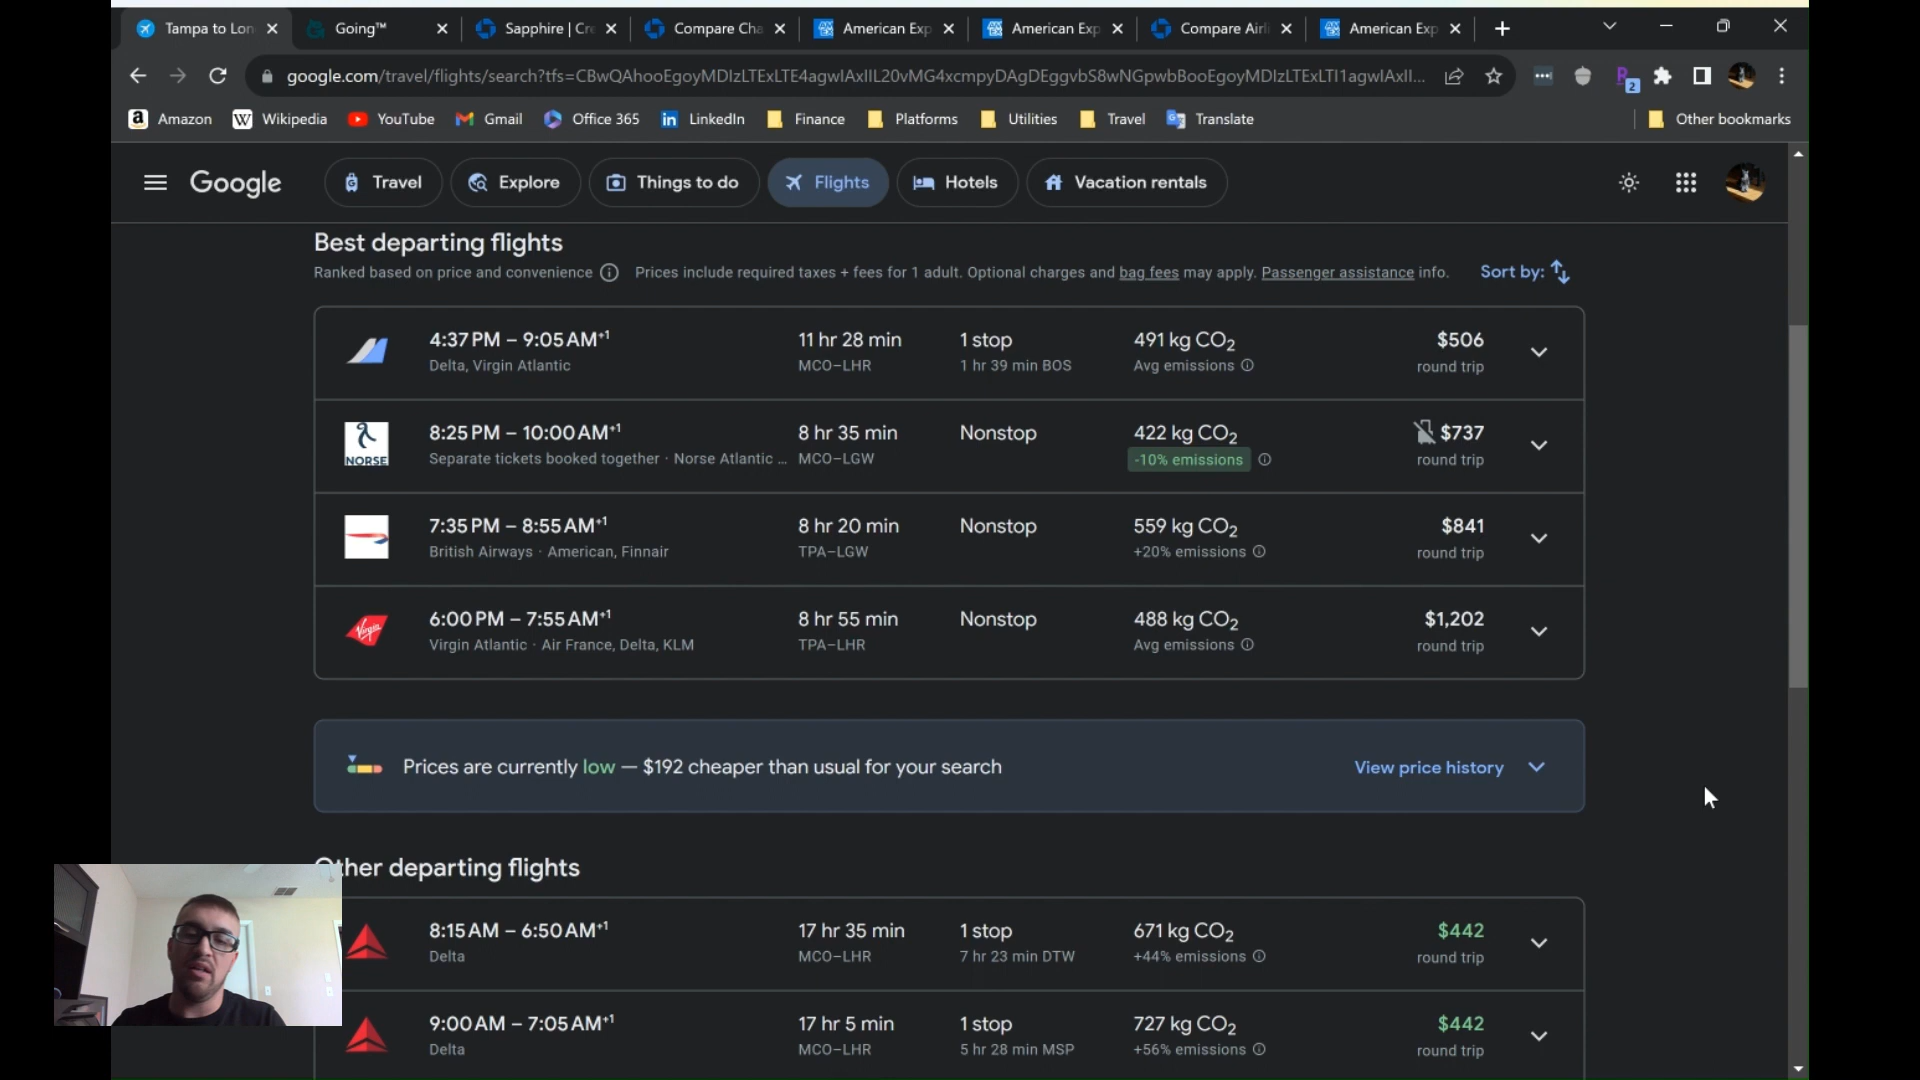 Tampa to Lon
Going™
Sapphire | Cre
Compare Cha
American Exp
American Exp
Compare Airli
American Exp
google.com/travel/flights/search?tfs=CBwQAhooEgoyMDIzLTExLTE4agwIAxIIL20vMG4xcmpyDAgDEggvbS8wNGpwbBooEgoyMDIzLTExLTI1agwIAxIIL...
2
Amazon
Wikipedia
YouTube
Gmail
Office 365
LinkedIn
Finance
Platforms
Utilities
Travel
Translate
Other bookmarks
Google
Travel
Explore
Things to do
Flights
Hotels
Vacation rentals
Best departing flights
Ranked based on price and convenience
Prices include required taxes + fees for 1 adult. Optional charges and bag fees may apply. Passenger assistance info.
Sort by:
4:37 PM – 9:05 AM+1
11 hr 28 min
1 stop
491 kg CO2
$506
Delta, Virgin Atlantic
MCO–LHR
1 hr 39 min BOS
Avg emissions
round trip
NORSE
8:25 PM – 10:00 AM+1
8 hr 35 min
Nonstop
422 kg CO2
$737
Separate tickets booked together · Norse Atlantic ...
MCO–LGW
-10% emissions
round trip
7:35 PM – 8:55 AM+1
8 hr 20 min
Nonstop
559 kg CO2
$841
British Airways · American, Finnair
TPA–LGW
+20% emissions
round trip
Virgin
6:00 PM – 7:55 AM+1
8 hr 55 min
Nonstop
488 kg CO2
$1,202
Virgin Atlantic · Air France, Delta, KLM
TPA–LHR
Avg emissions
round trip
Prices are currently low — $192 cheaper than usual for your search
View price history
Other departing flights
8:15 AM – 6:50 AM+1
17 hr 35 min
1 stop
671 kg CO2
$442
Delta
MCO–LHR
7 hr 23 min DTW
+44% emissions
round trip
9:00 AM – 7:05 AM+1
17 hr 5 min
1 stop
727 kg CO2
$442
Delta
MCO–LHR
5 hr 28 min MSP
+56% emissions
round trip